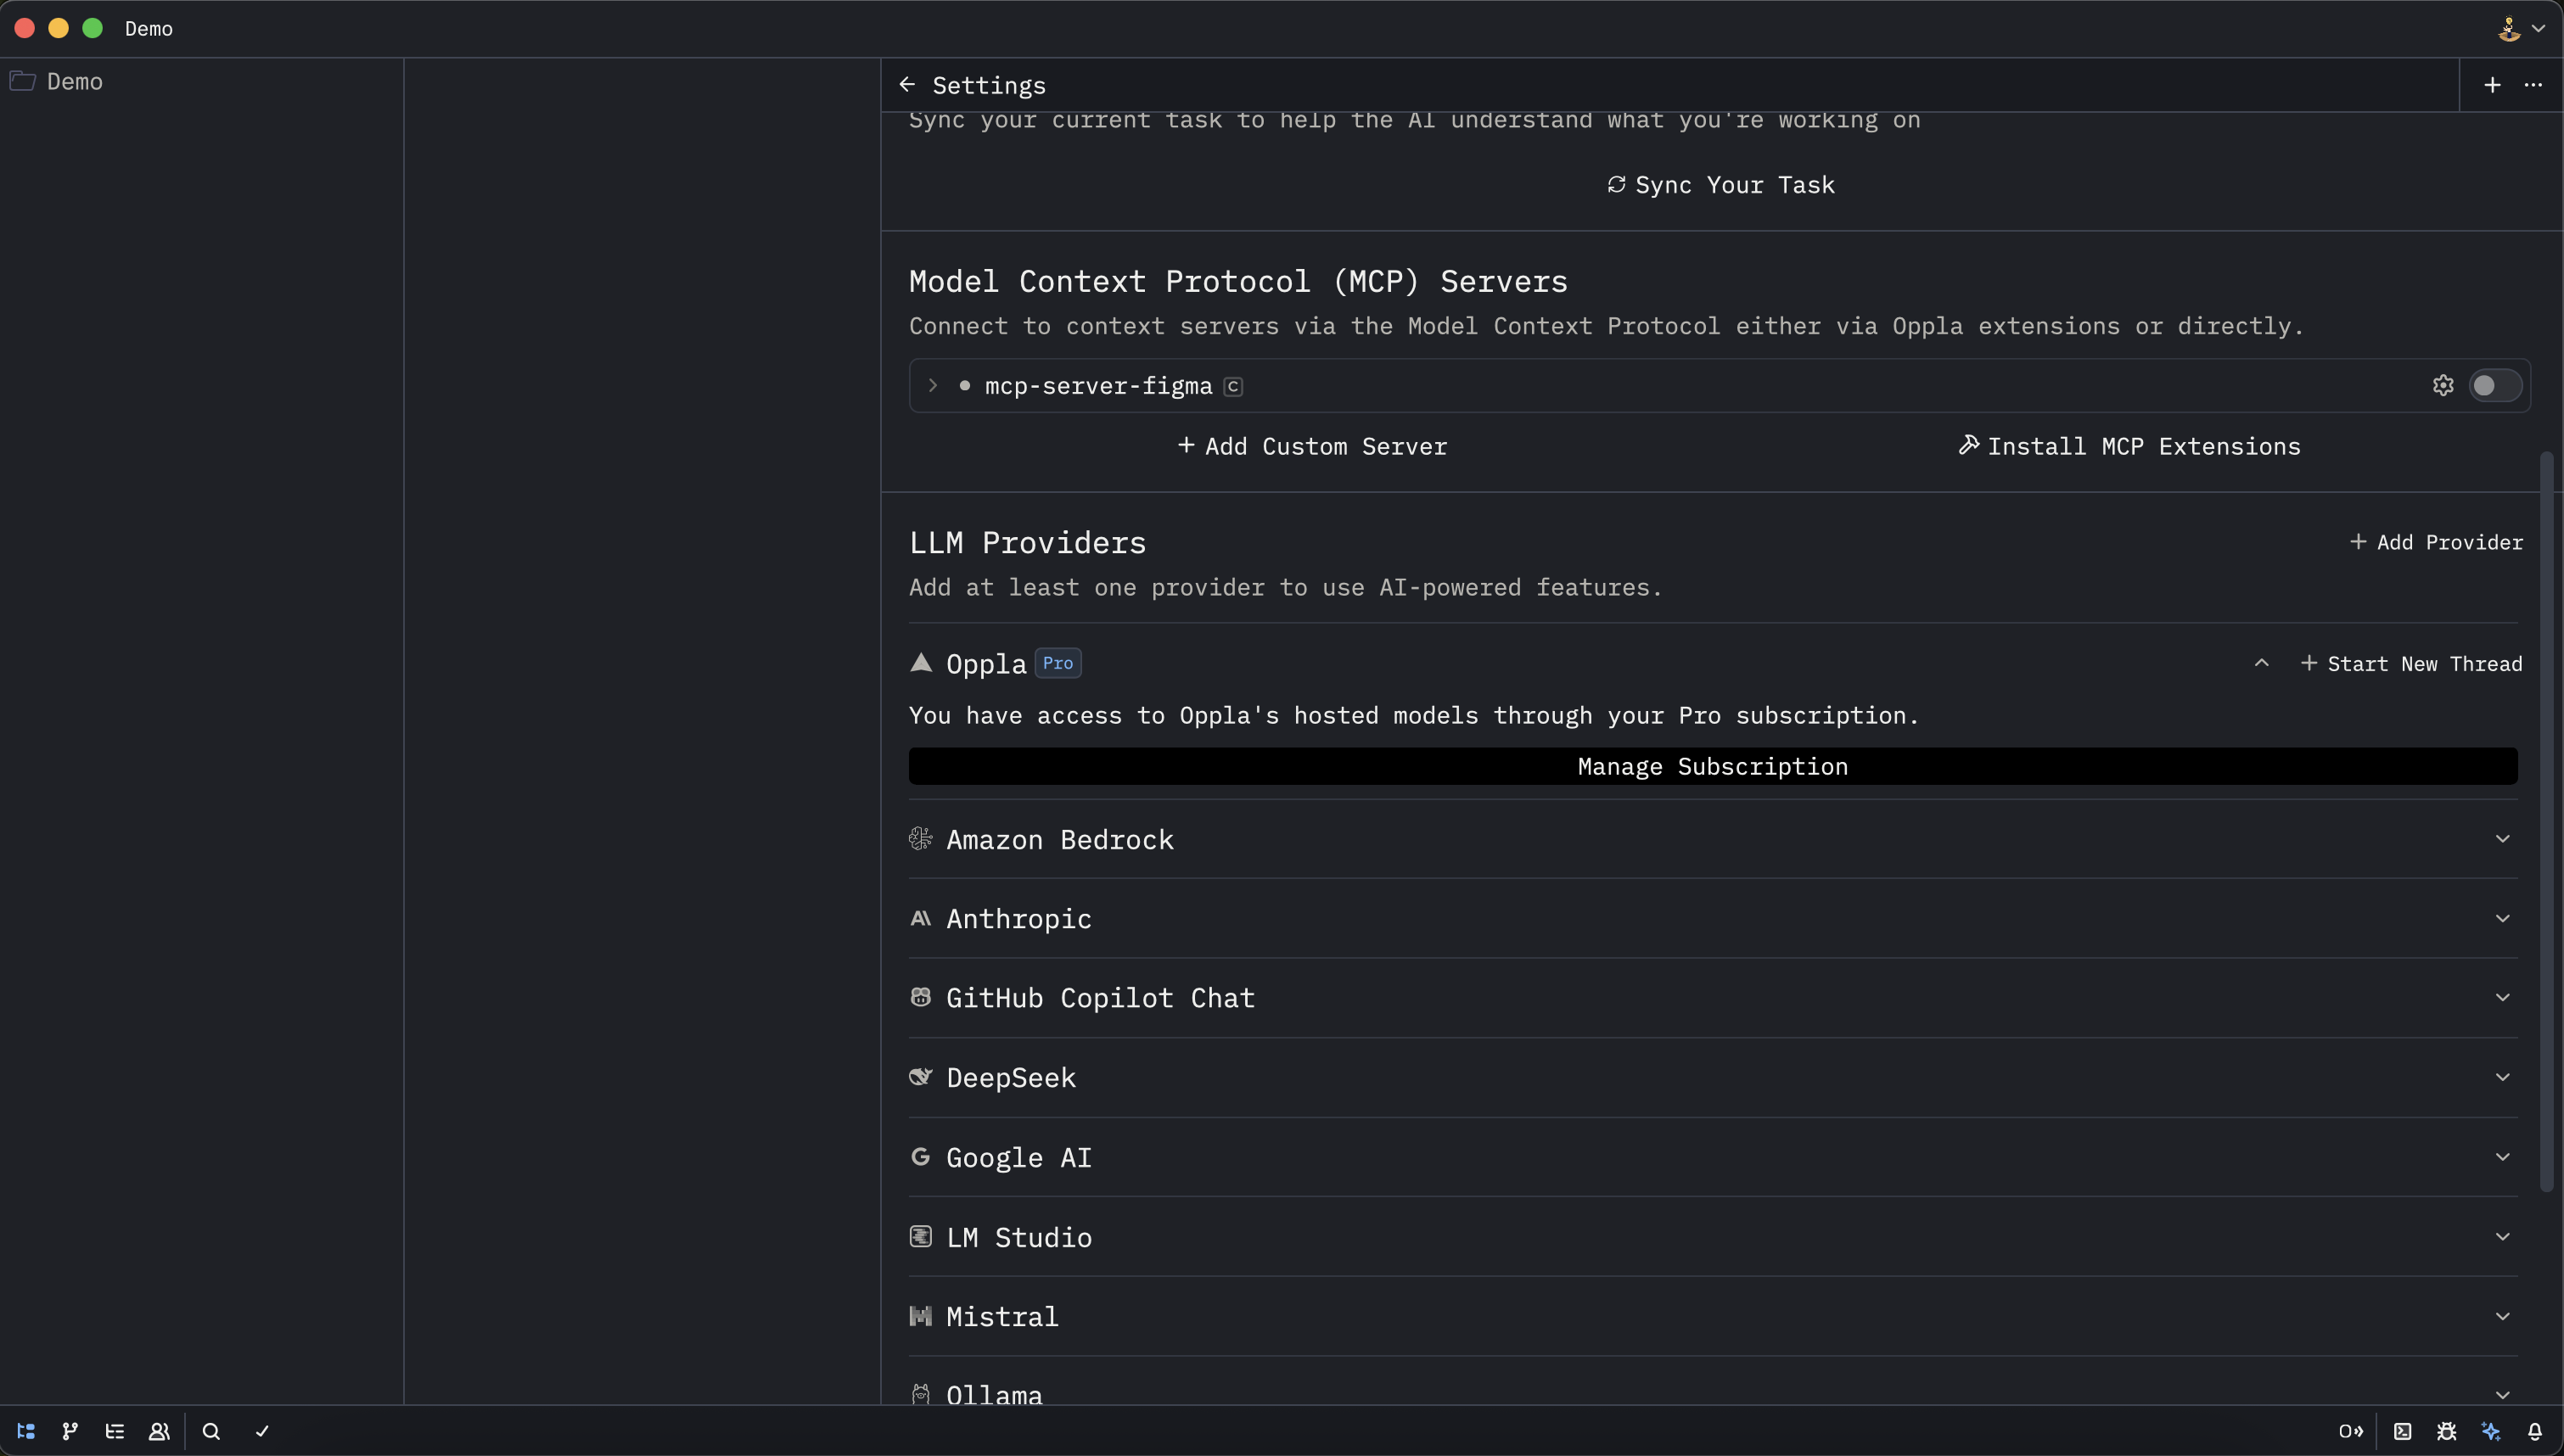 Demo
Demo
Settings
Sync your current task to help the AI understand what you're working on
Sync Your Task
Model Context Protocol (MCP) Servers
Connect to context servers via the Model Context Protocol either via Oppla extensions or directly.
mcp-server-figma C
Add Custom Server
Install MCP Extensions
LLM Providers
Add Provider
Add at least one provider to use AI-powered features.
Oppla Pro
Start New Thread
You have access to Oppla's hosted models through your Pro subscription.
Manage Subscription
Amazon Bedrock
Anthropic
GitHub Copilot Chat
DeepSeek
Google AI
LM Studio
Mistral
Ollama